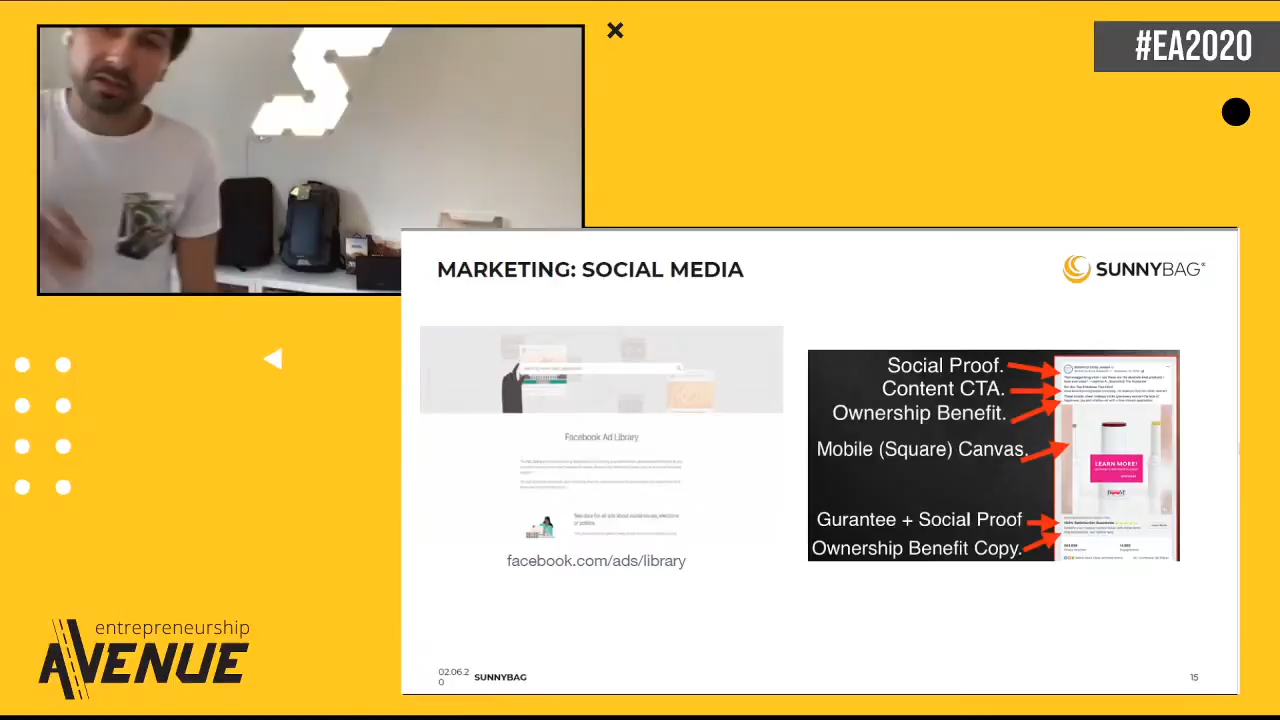 #EA2020
MARKETING: SOCIAL MEDIA
SUNNYBAG
Facebook Ad Library
facebook.com/ads/library
Social Proof.
Content CTA.
Ownership Benefit.
Mobile (Square) Canvas.
LEARN MORE!
Gurantee + Social Proof
Ownership Benefit Copy.
entrepreneurship
AVENUE
02.06.2
0
SUNNYBAG
15